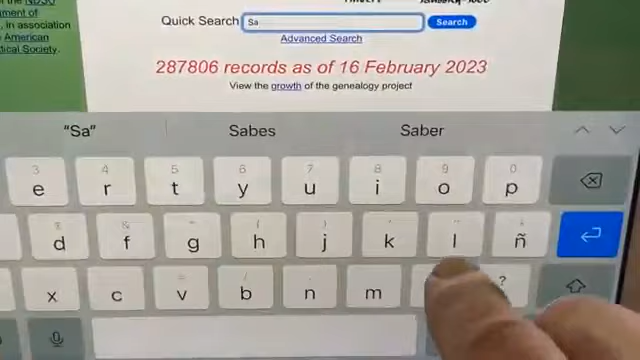 the NDSU
ment of
, in association
American
tical Society.
Quick Search Sa Search
Advanced Search
287806 records as of 16 February 2023
View the growth of the genealogy project
"Sa" Sabes Saber
3 4 5 6 7 8 9 0
e r t y u i o p
d f g h j k l ñ
x c v b n m ?